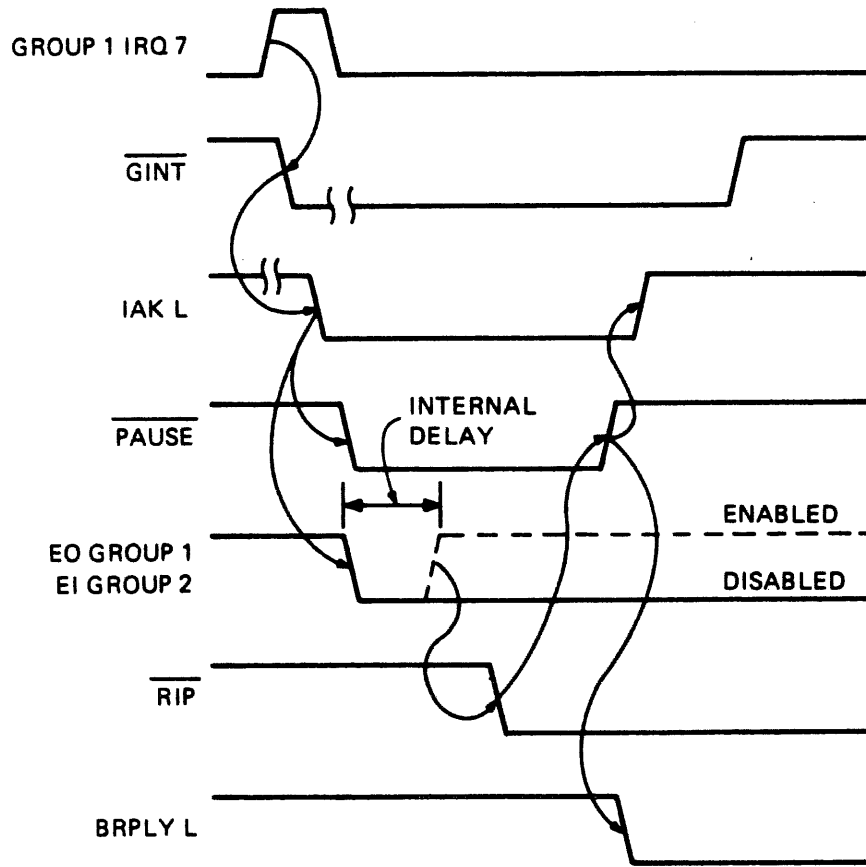 GROUP 1 IRQ 7
GINT
IAK L
PAUSE
INTERNAL
DELAY
ENABLED
EO GROUP 1
EI GROUP 2
DISABLED
RIP
BRPLY L